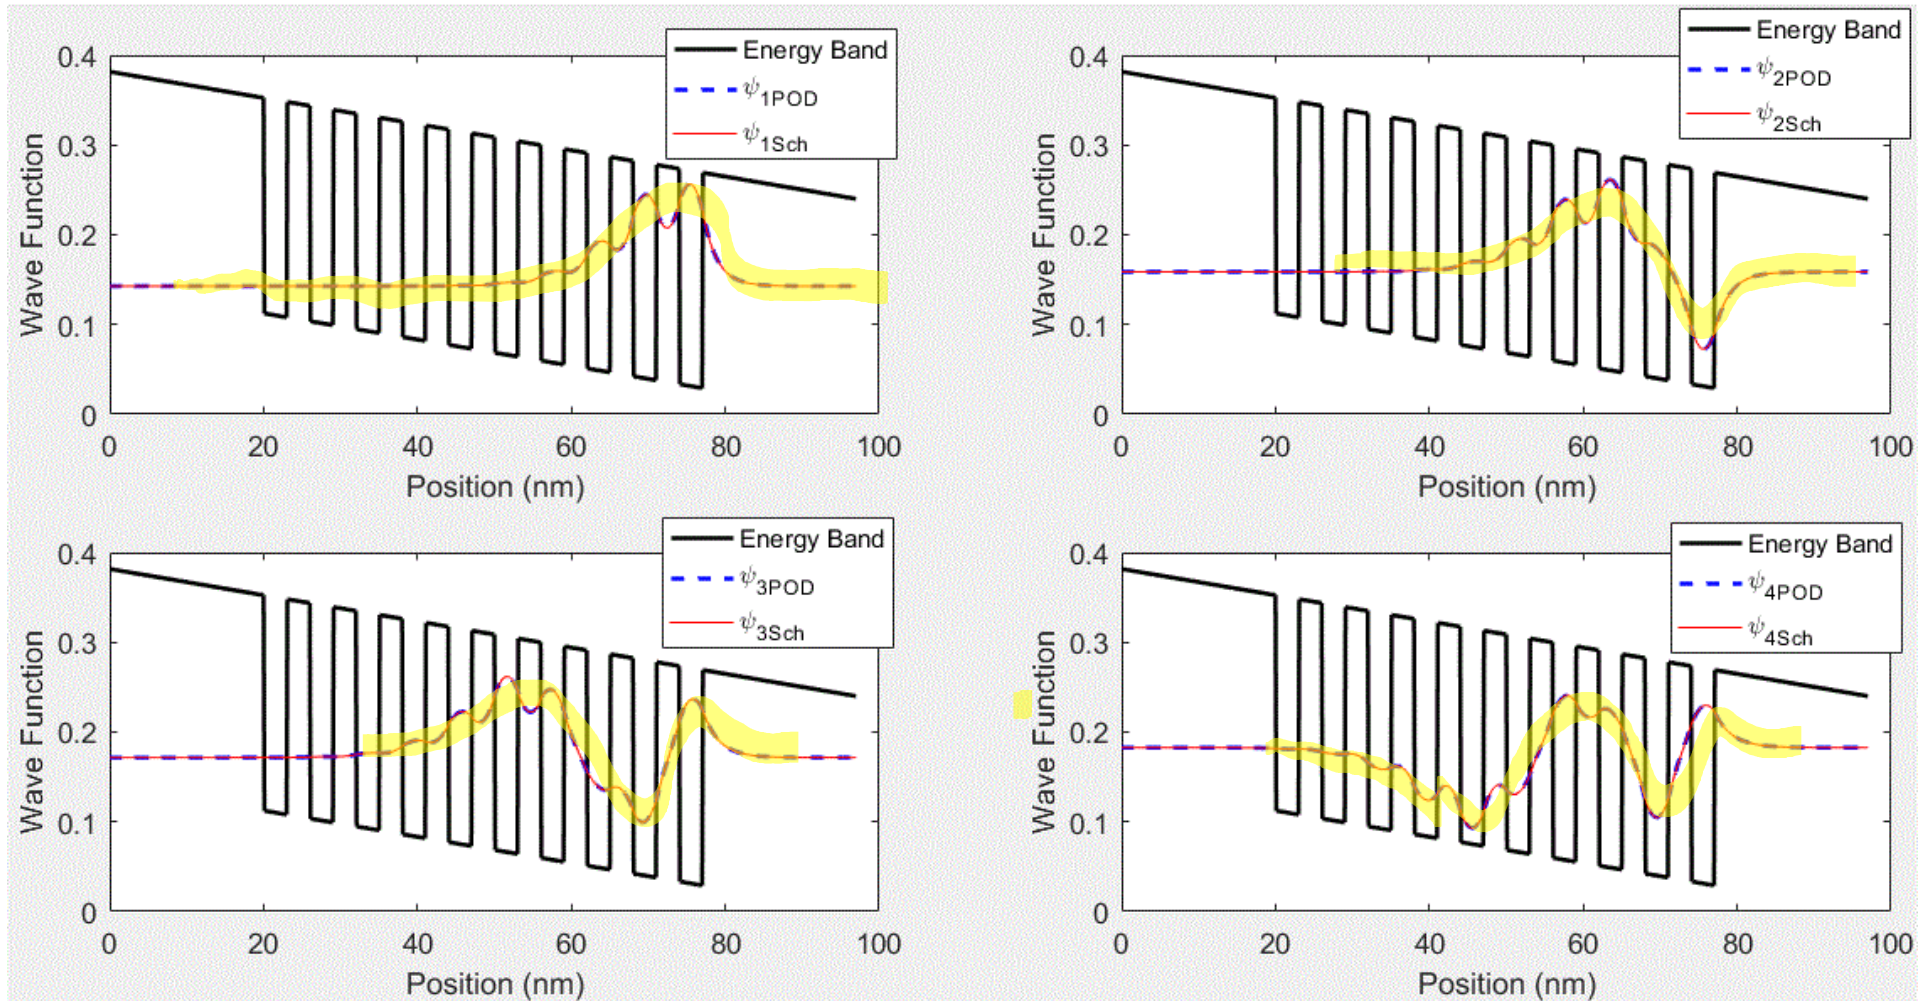 Energy Band
ψ1POD
ψ1Sch
0.4
0.3
0.2
0.1
0
Wave Function
0 20 40 60 80 100
Position (nm)
Energy Band
ψ2POD
ψ2Sch
0.4
0.3
0.2
0.1
0
Wave Function
0 20 40 60 80 100
Position (nm)
Energy Band
ψ3POD
ψ3Sch
0.4
0.3
0.2
0.1
0
Wave Function
0 20 40 60 80 100
Position (nm)
Energy Band
ψ4POD
ψ4Sch
0.4
0.3
0.2
0.1
0
Wave Function
0 20 40 60 80 100
Position (nm)